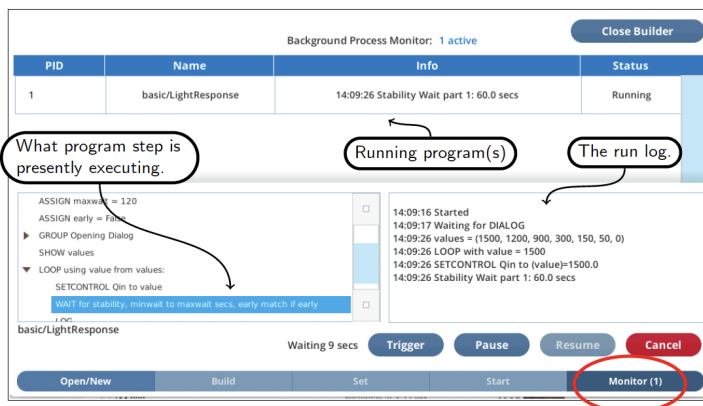 Close Builder
Background Process Monitor: 1 active
PID Name Info Status
1 basic/LightResponse 14:09:26 Stability Wait part 1: 60.0 secs Running
What program step is
presently executing.
Running program(s)
The run log.
ASSIGN maxwait = 120
ASSIGN early = False
GROUP Opening Dialog
SHOW values
LOOP using value from values:
SETCONTROL Qin to value
WAIT for stability, minwait to maxwait secs, early match if early
LOG
14:09:16 Started
14:09:17 Waiting for DIALOG
14:09:26 values = (1500, 1200, 900, 300, 150, 50, 0)
14:09:26 LOOP with value = 1500
14:09:26 SETCONTROL Qin to (value)=1500.0
14:09:26 Stability Wait part 1: 60.0 secs
basic/LightResponse
Waiting 9 secs Trigger Pause Resume Cancel
Open/New Build Set Start Monitor (1)